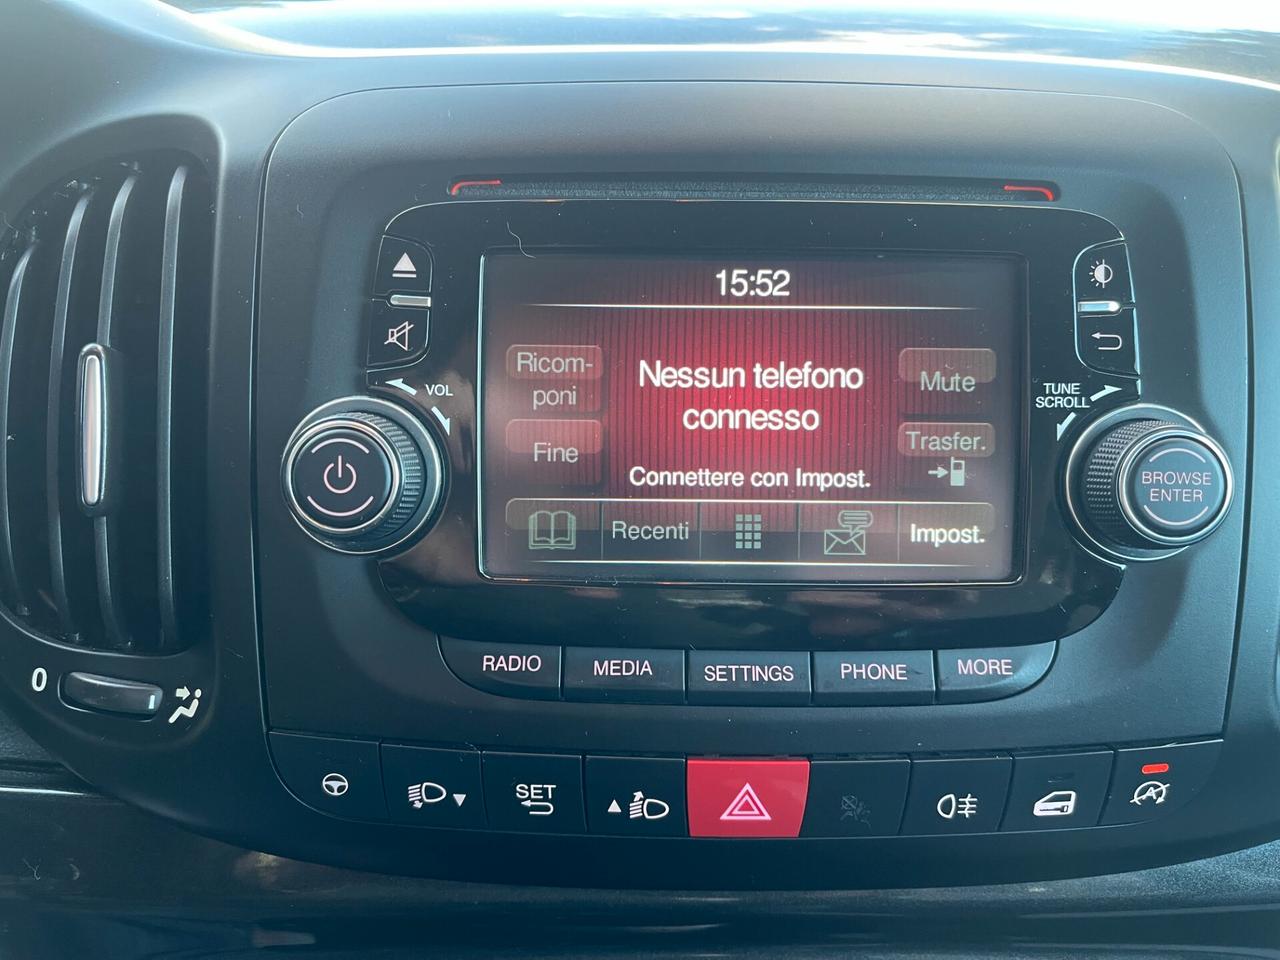 15:52
Ricom-
poni
Nessun telefono
connesso
Mute
Fine
Trasfer.
Connettere con Impost.
Recenti
Impost.
VOL
TUNE
SCROLL
BROWSE
ENTER
RADIO
MEDIA
SETTINGS
PHONE
MORE
0
SET
A